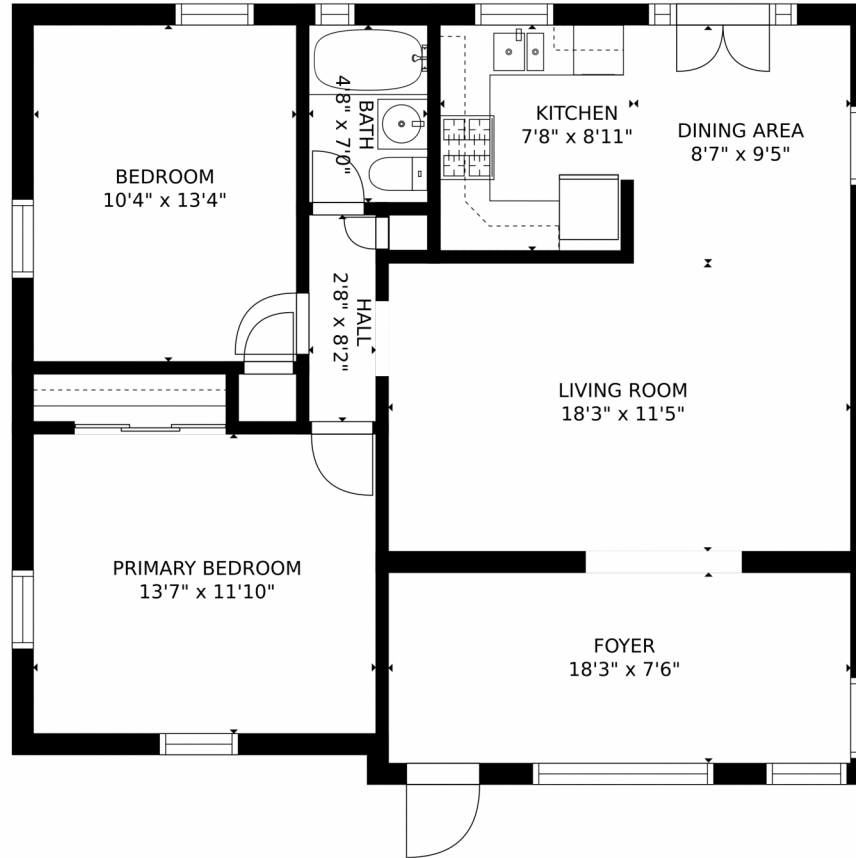 BEDROOM
10'4" x 13'4"
BATH
4'8" x 7'0"
KITCHEN
7'8" x 8'11"
DINING AREA
8'7" x 9'5"
HALL
2'8" x 8'2"
LIVING ROOM
18'3" x 11'5"
PRIMARY BEDROOM
13'7" x 11'10"
FOYER
18'3" x 7'6"